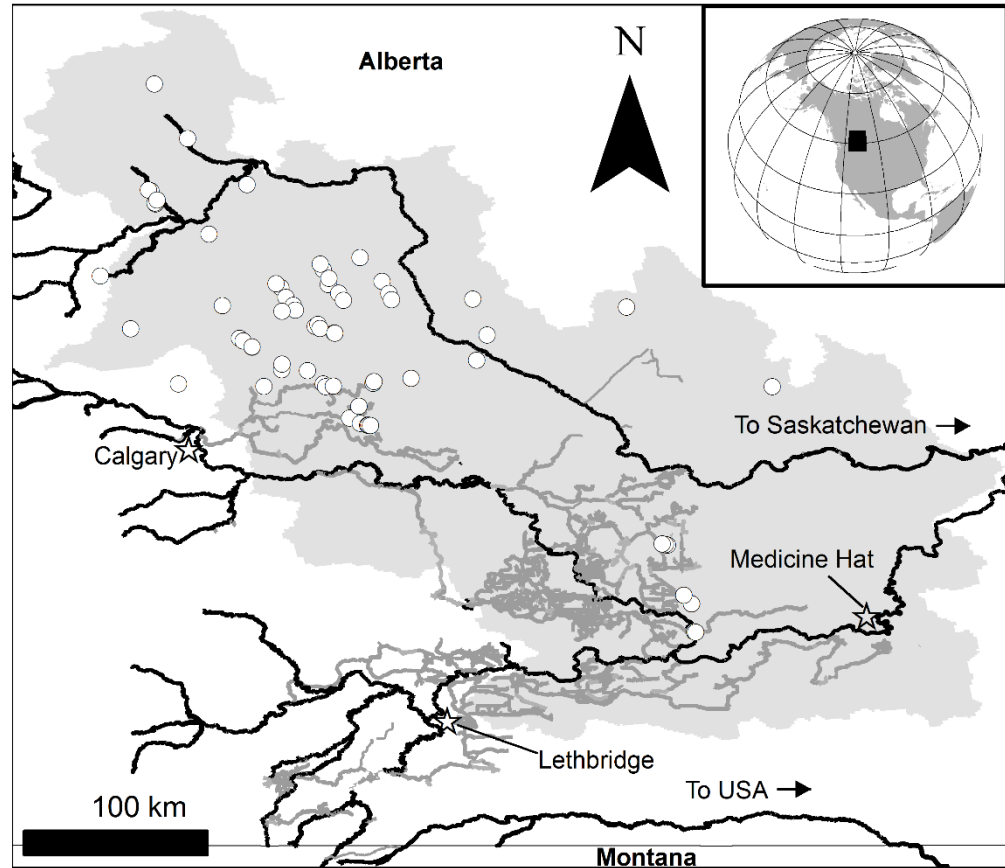 Alberta
N
To Saskatchewan
Calgary
Medicine Hat
Lethbridge
To USA
100 km
Montana